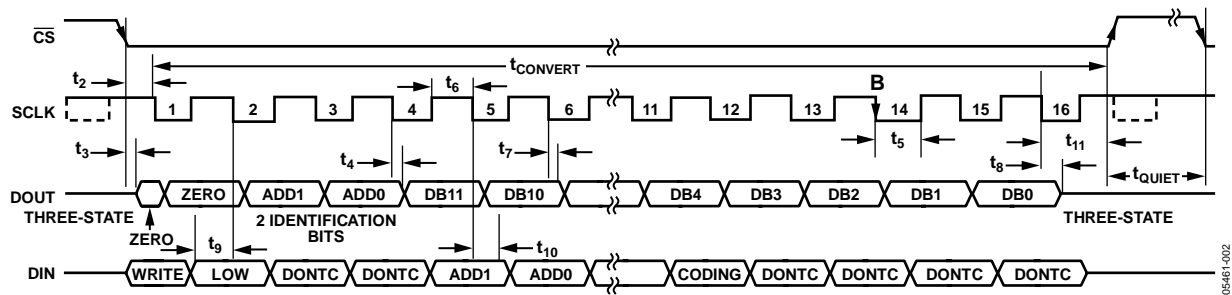 CS
t2
tCONVERT
t6
B
SCLK
1 2 3 4 5 6 11 12 13 14 15 16
t3
t4
t7
t5
t8
t11
tQUIET
DOUT
ZERO ADD1 ADD0 DB11 DB10 DB4 DB3 DB2 DB1 DB0
THREE-STATE
ZERO
2 IDENTIFICATION
BITS
THREE-STATE
t9
t10
DIN
WRITE LOW DONTC DONTC ADD1 ADD0 CODING DONTC DONTC DONTC DONTC
05461-002